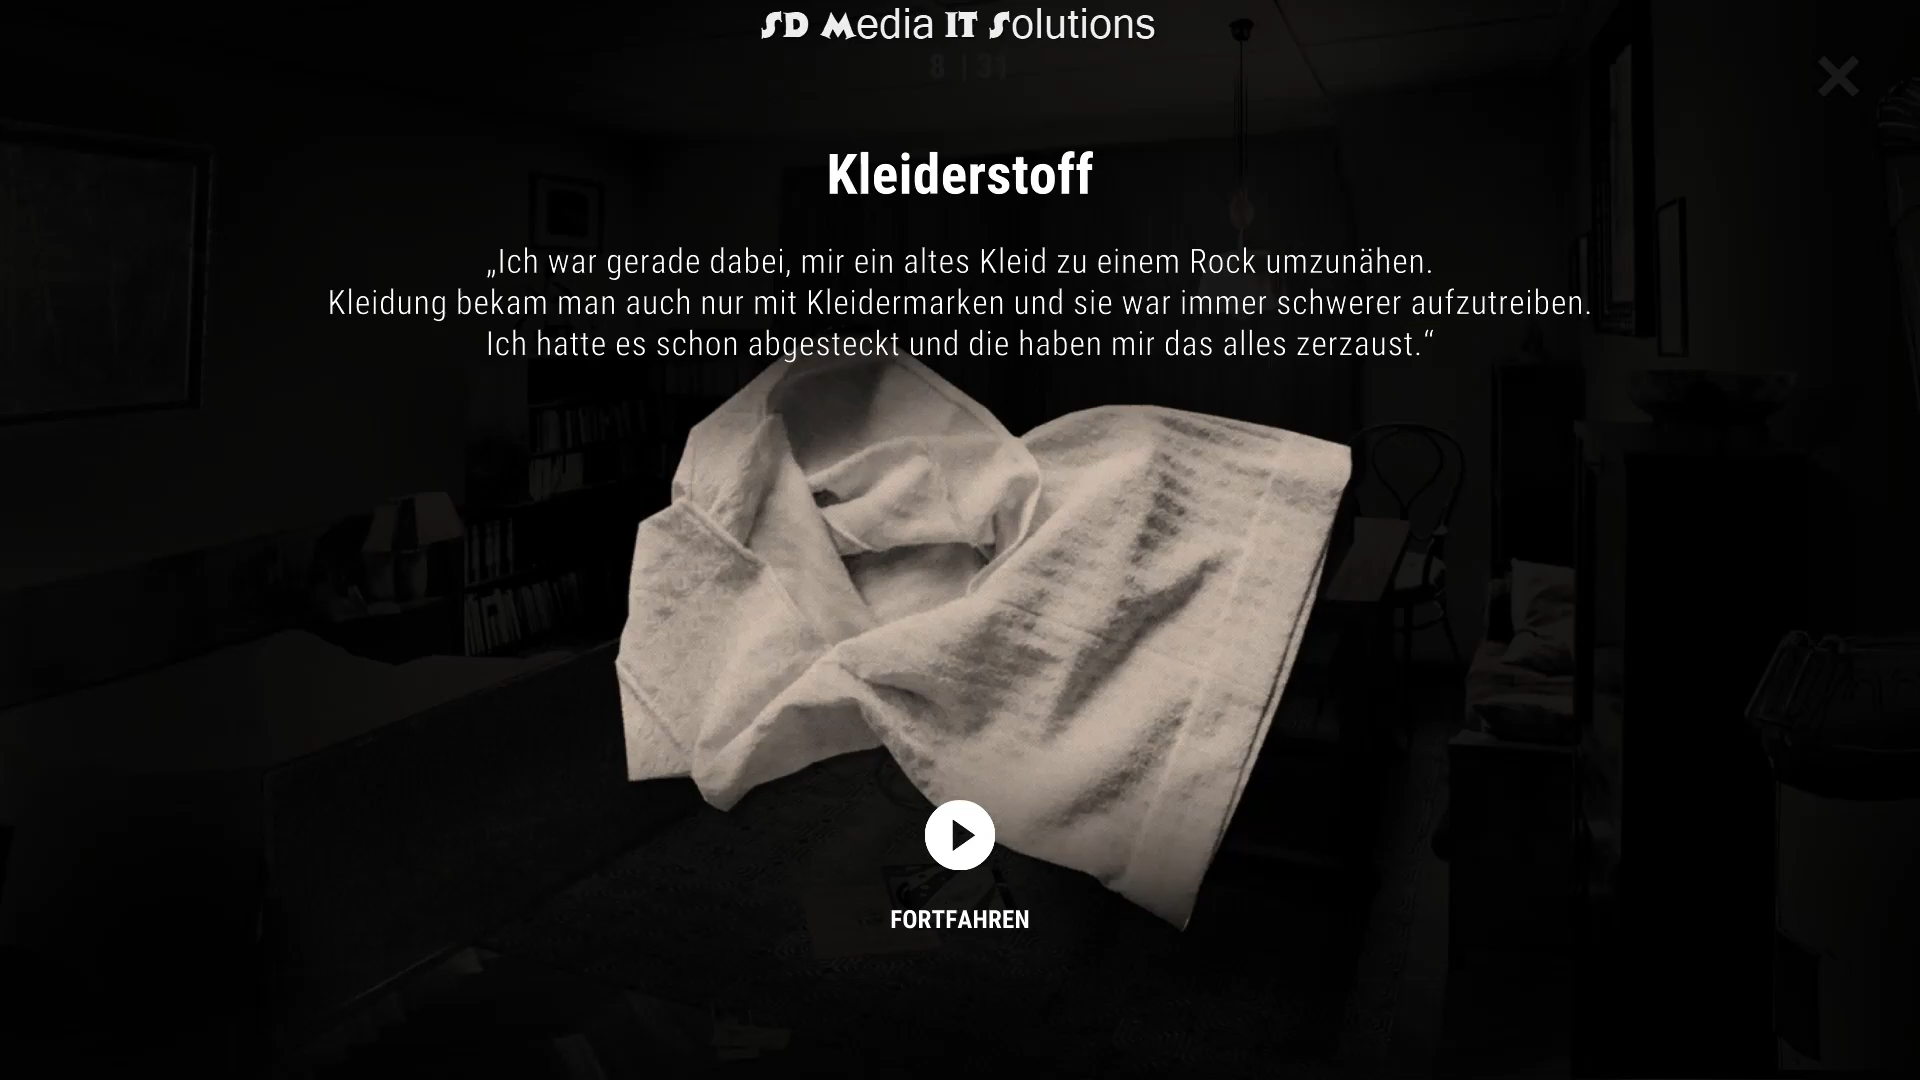 SD Media IT Solutions
8 | 31
Kleiderstoff
„Ich war gerade dabei, mir ein altes Kleid zu einem Rock umzunähen.
Kleidung bekam man auch nur mit Kleidermarken und sie war immer schwerer aufzutreiben.
Ich hatte es schon abgesteckt und die haben mir das alles zerzaust.“
FORTFAHREN